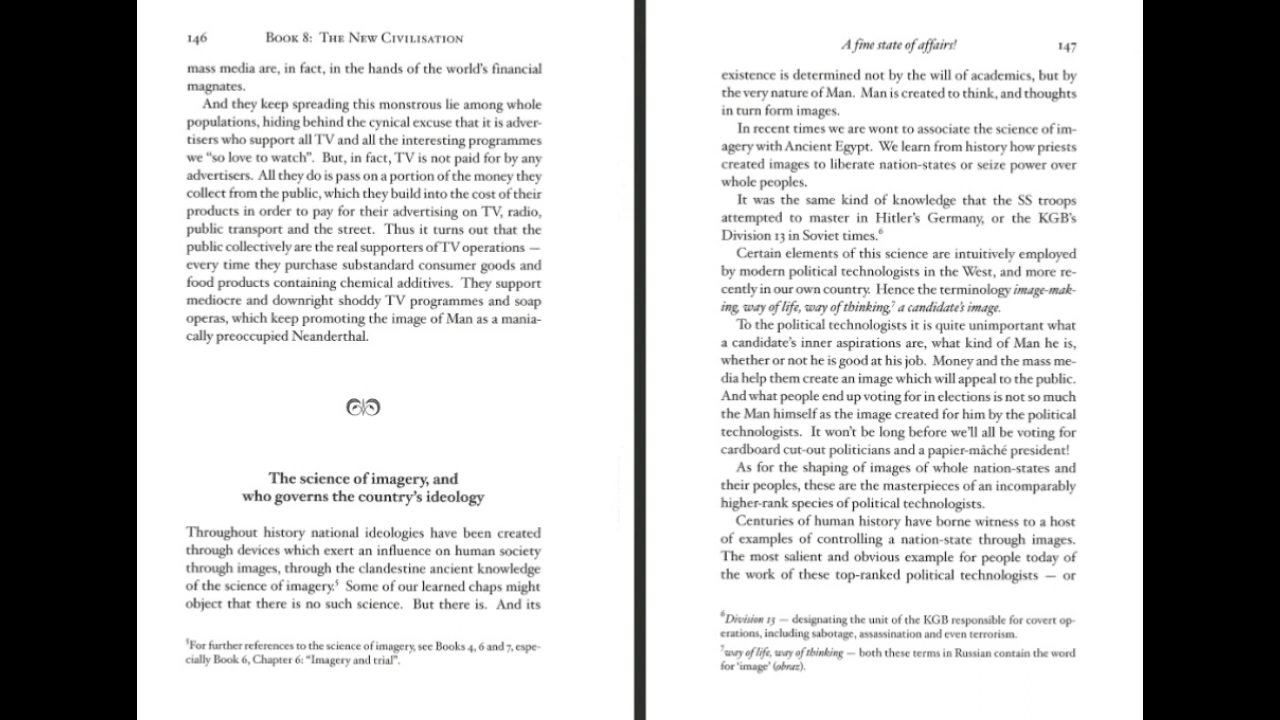 146 Book 8: The New Civilisation
mass media are, in fact, in the hands of the world's financial
magnates.
And they keep spreading this monstrous lie among whole
populations, hiding behind the cynical excuse that it is adver-
tisers who support all TV and all the interesting programmes
we “so love to watch”. But, in fact, TV is not paid for by any
advertisers. All they do is pass on a portion of the money they
collect from the public, which they build into the cost of their
products in order to pay for their advertising on TV, radio,
public transport and the street. Thus it turns out that the
public collectively are the real supporters of TV operations —
every time they purchase substandard consumer goods and
food products containing chemical additives. They support
mediocre and downright shoddy TV programmes and soap
operas, which keep promoting the image of Man as a mania-
cally preoccupied Neanderthal.
The science of imagery, and
who governs the country's ideology
Throughout history national ideologies have been created
through devices which exert an influence on human society
through images, through the clandestine ancient knowledge
of the science of imagery.⁵ Some of our learned chaps might
object that there is no such science. But there is. And its
⁵For further references to the science of imagery, see Books 4, 6 and 7, espe-
cially Book 6, Chapter 6: “Imagery and trial”.
A fine state of affairs! 147
existence is determined not by the will of academics, but by
the very nature of Man. Man is created to think, and thoughts
in turn form images.
In recent times we are wont to associate the science of im-
agery with Ancient Egypt. We learn from history how priests
created images to liberate nation-states or seize power over
whole peoples.
It was the same kind of knowledge that the SS troops
attempted to master in Hitler's Germany, or the KGB's
Division 13 in Soviet times.⁶
Certain elements of this science are intuitively employed
by modern political technologists in the West, and more re-
cently in our own country. Hence the terminology image-mak-
ing, way of life, way of thinking,⁷ a candidate's image.
To the political technologists it is quite unimportant what
a candidate's inner aspirations are, what kind of Man he is,
whether or not he is good at his job. Money and the mass me-
dia help them create an image which will appeal to the public.
And what people end up voting for in elections is not so much
the Man himself as the image created for him by the political
technologists. It won't be long before we'll all be voting for
cardboard cut-out politicians and a papier-mâché president!
As for the shaping of images of whole nation-states and
their peoples, these are the masterpieces of an incomparably
higher-rank species of political technologists.
Centuries of human history have borne witness to a host
of examples of controlling a nation-state through images.
The most salient and obvious example for people today of
the work of these top-ranked political technologists — or
⁶Division 13 — designating the unit of the KGB responsible for covert op-
erations, including sabotage, assassination and even terrorism.
⁷way of life, way of thinking — both these terms in Russian contain the word
for ‘image’ (obraz).